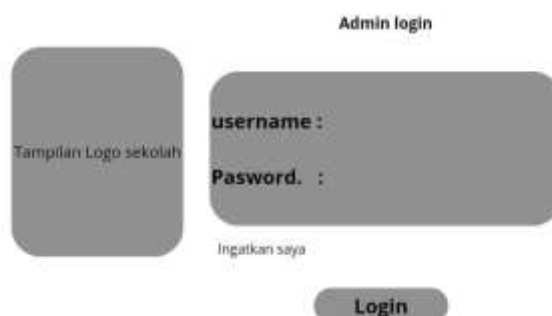 Admin login
Tampilan Logo sekolah
username :
Pasword. :
Ingatkan saya
Login